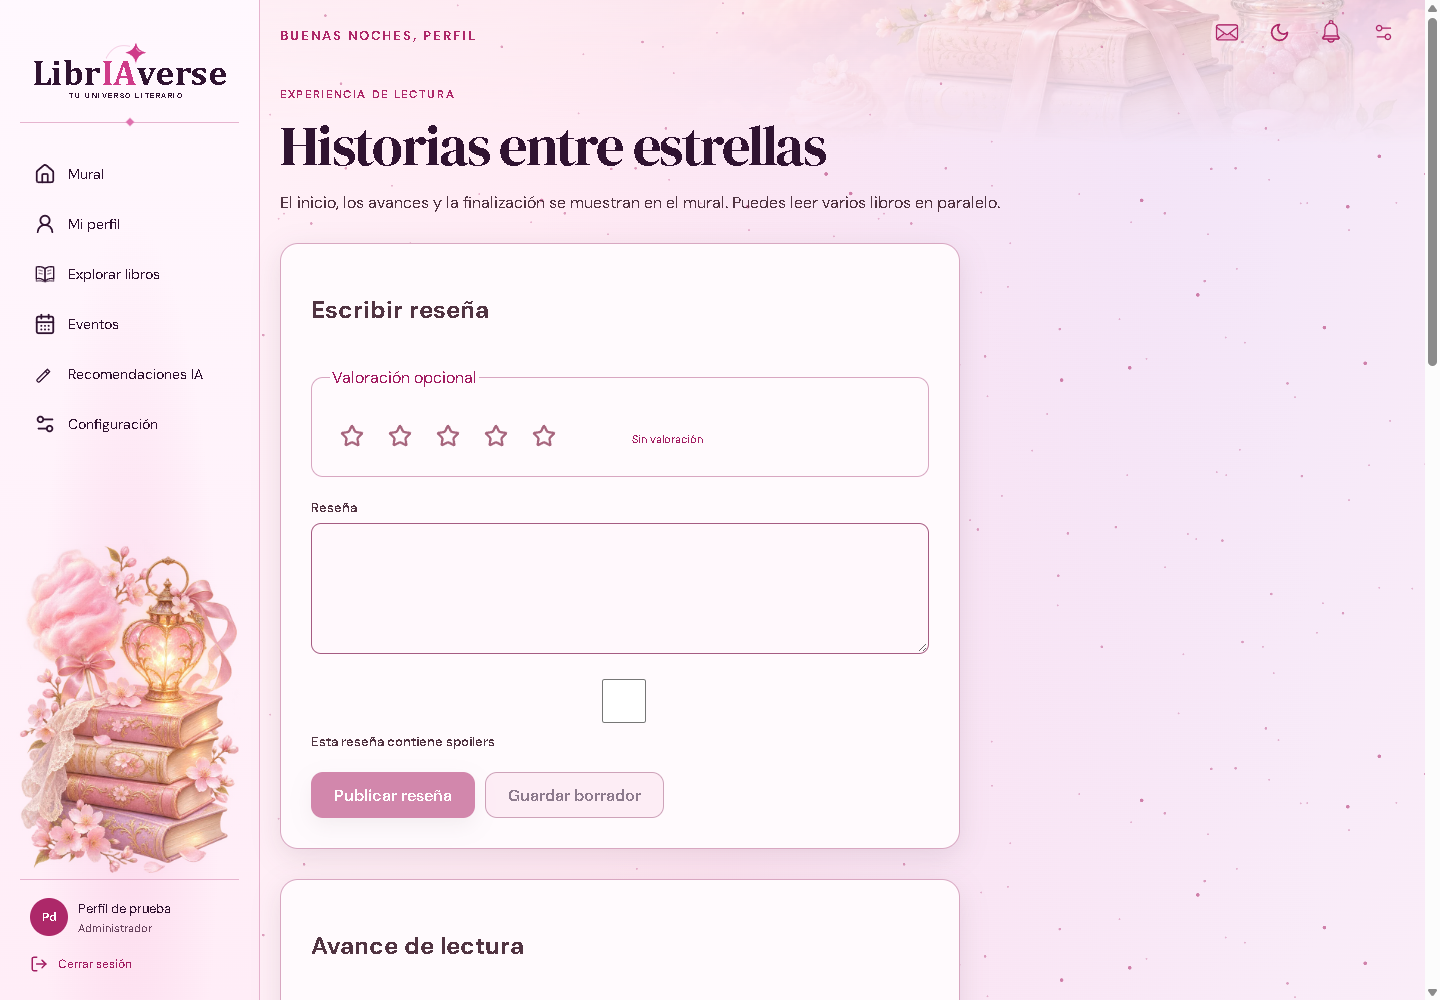 LibrIAverse
TU UNIVERSO LITERARIO
Mural
Mi perfil
Explorar libros
Eventos
Recomendaciones IA
Configuración
Pd
Perfil de prueba
Administrador
Cerrar sesión
BUENAS NOCHES, PERFIL
EXPERIENCIA DE LECTURA
Historias entre estrellas
El inicio, los avances y la finalización se muestran en el mural. Puedes leer varios libros en paralelo.
Escribir reseña
Valoración opcional
Sin valoración
Reseña
Esta reseña contiene spoilers
Publicar reseña
Guardar borrador
Avance de lectura